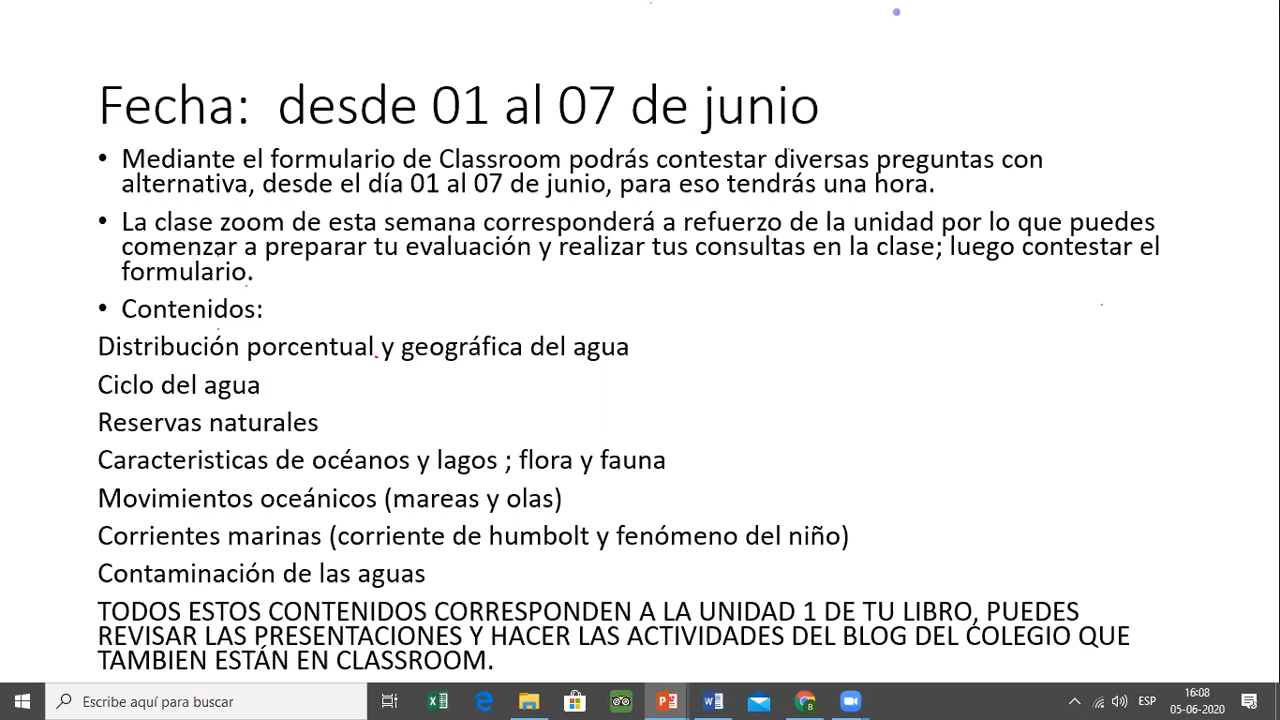 Fecha:  desde 01 al 07 de junio
• Mediante el formulario de Classroom podrás contestar diversas preguntas con
alternativa, desde el día 01 al 07 de junio, para eso tendrás una hora.
• La clase zoom de esta semana corresponderá a refuerzo de la unidad por lo que puedes
comenzar a preparar tu evaluación y realizar tus consultas en la clase; luego contestar el
formulario.
• Contenidos:
Distribución porcentual y geográfica del agua
Ciclo del agua
Reservas naturales
Caracteristicas de océanos y lagos ; flora y fauna
Movimientos oceánicos (mareas y olas)
Corrientes marinas (corriente de humbolt y fenómeno del niño)
Contaminación de las aguas
TODOS ESTOS CONTENIDOS CORRESPONDEN A LA UNIDAD 1 DE TU LIBRO, PUEDES
REVISAR LAS PRESENTACIONES Y HACER LAS ACTIVIDADES DEL BLOG DEL COLEGIO QUE
TAMBIEN ESTÁN EN CLASSROOM.
Escribe aquí para buscar
ESP
16:08
05-06-2020